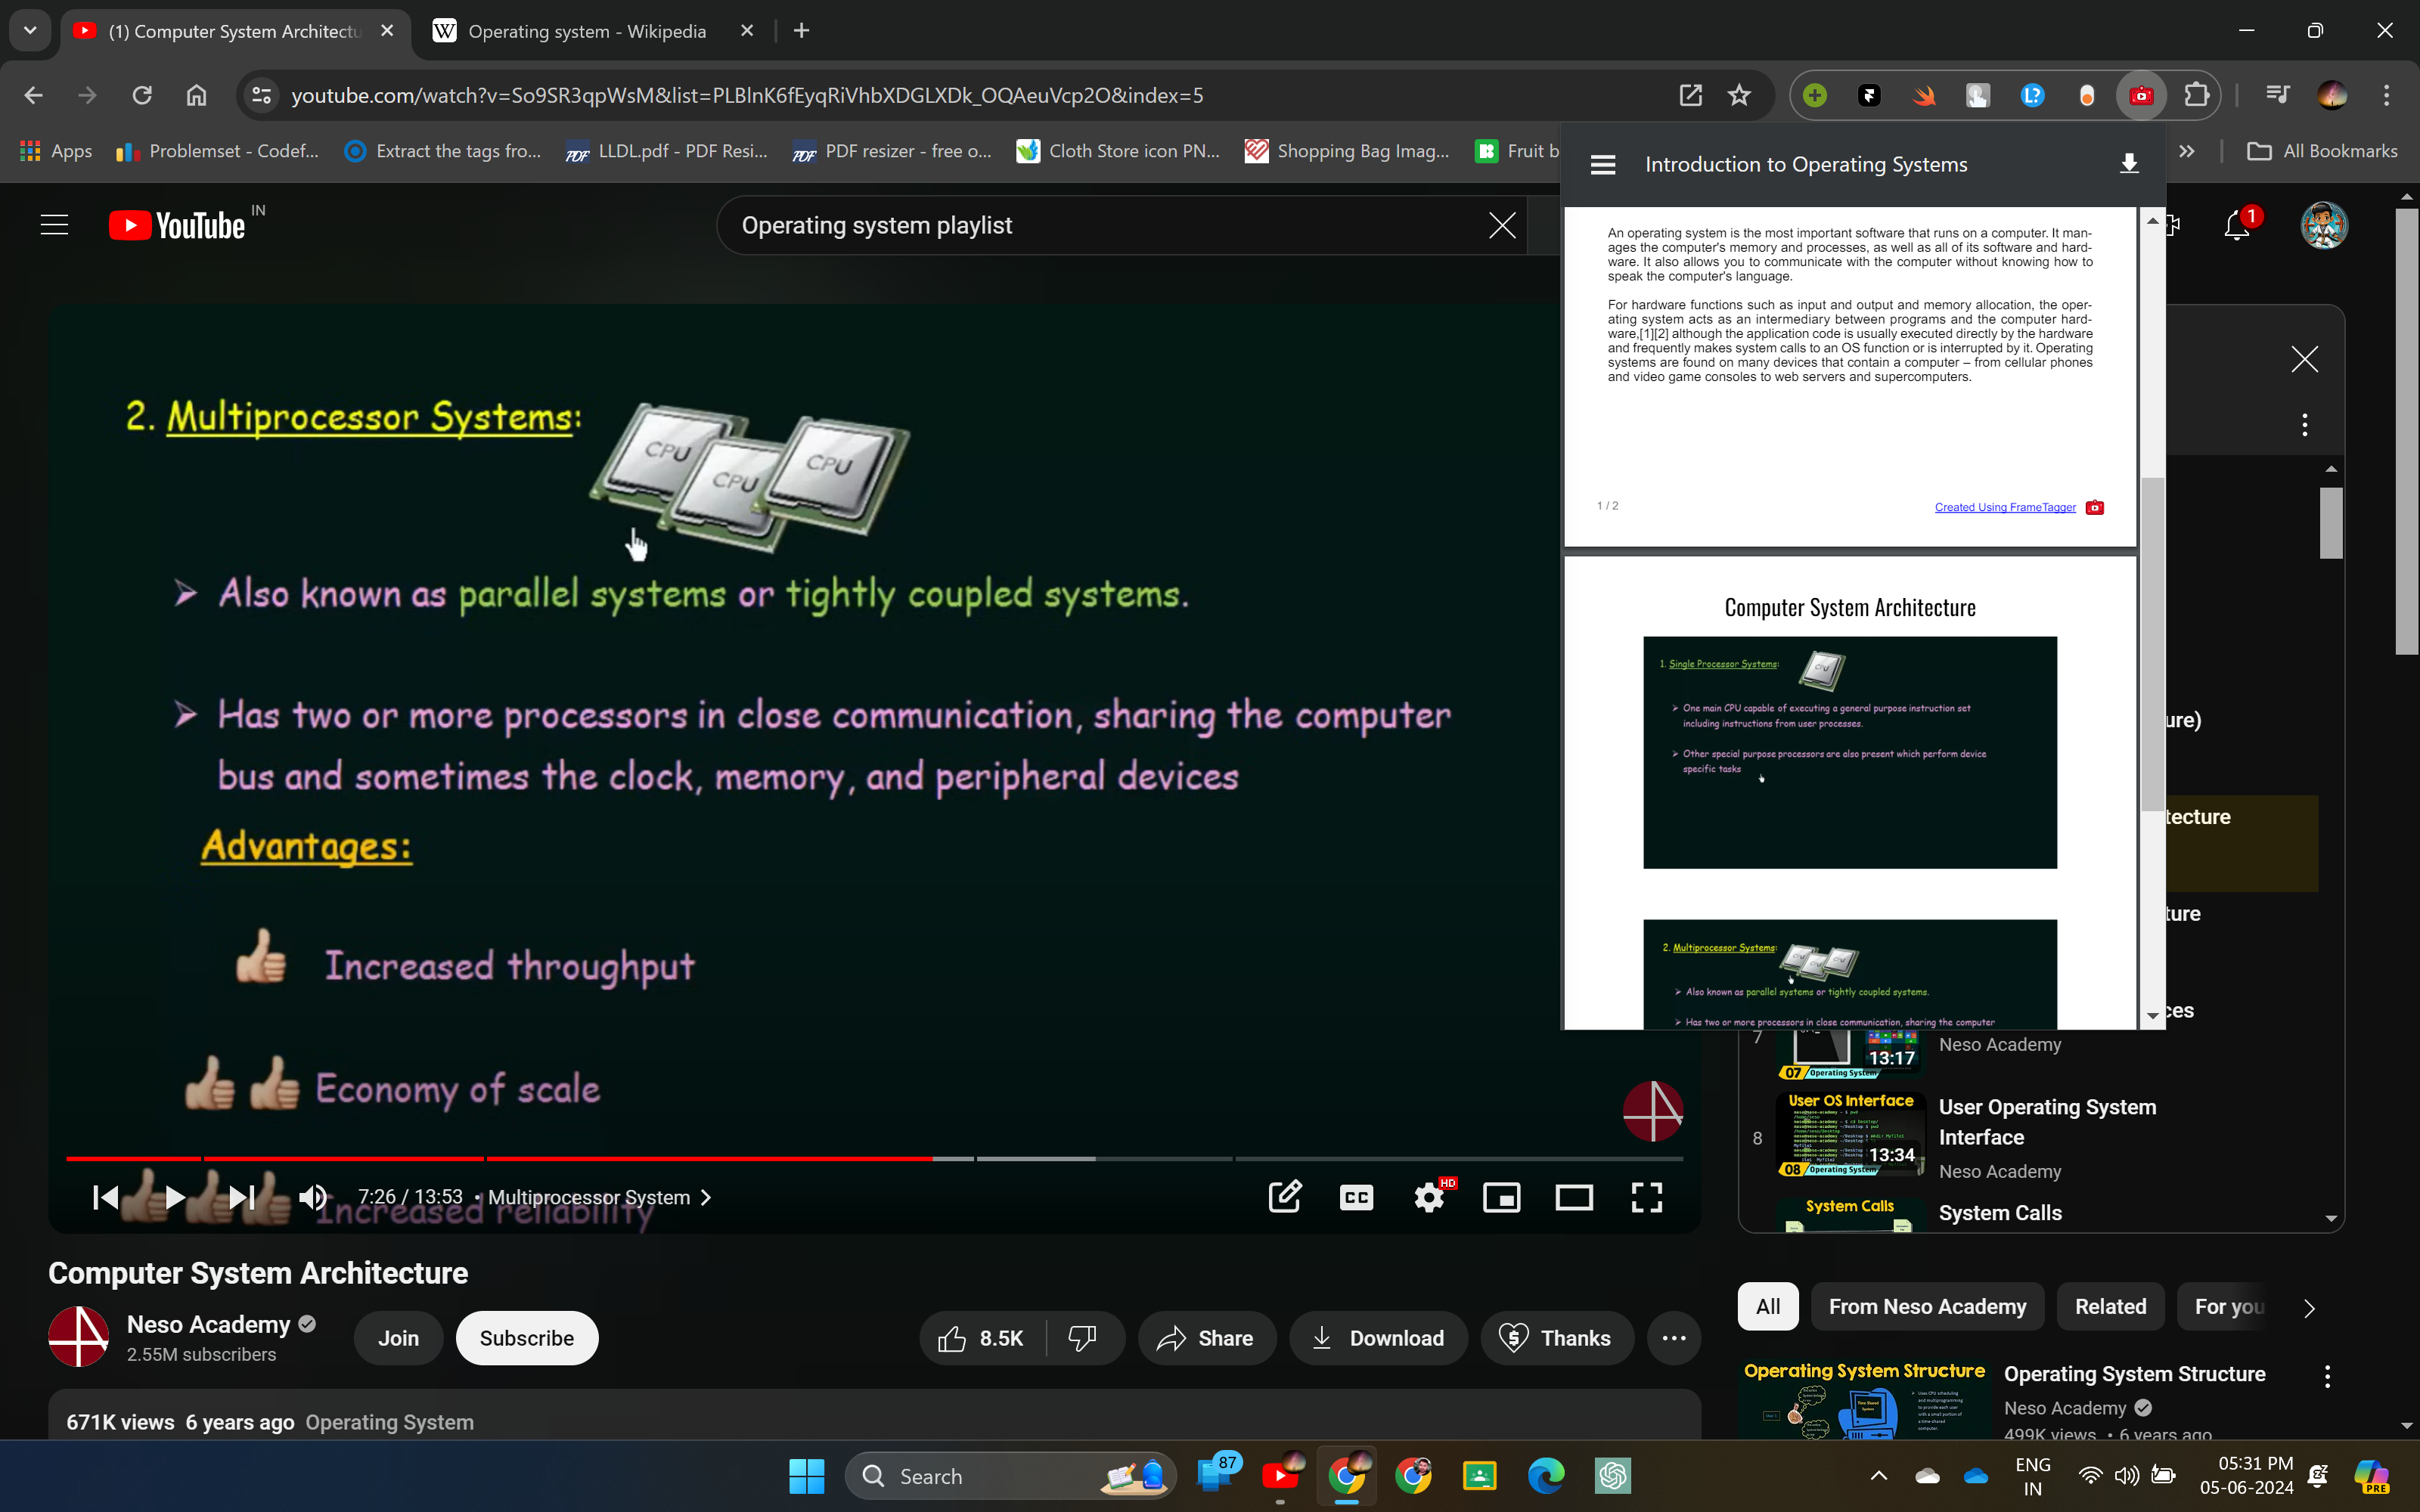 (1) Computer System Architectu
Operating system - Wikipedia
youtube.com/watch?v=So9SR3qpWsM&list=PLBlnK6fEyqRiVhbXDGLXDk_OQAeuVcp2O&index=5
Apps
Problemset - Codef...
Extract the tags fro...
LLDL.pdf - PDF Resi...
PDF resizer - free o...
Cloth Store icon PN...
Shopping Bag Imag...
Fruit b
All Bookmarks
Introduction to Operating Systems
YouTube IN
Operating system playlist
1
An operating system is the most important software that runs on a computer. It man-
ages the computer's memory and processes, as well as all of its software and hard-
ware. It also allows you to communicate with the computer without knowing how to
speak the computer's language.
For hardware functions such as input and output and memory allocation, the oper-
ating system acts as an intermediary between programs and the computer hard-
ware,[1][2] although the application code is usually executed directly by the hardware
and frequently makes system calls to an OS function or is interrupted by it. Operating
systems are found on many devices that contain a computer – from cellular phones
and video game consoles to web servers and supercomputers.
1 / 2
Created Using FrameTagger
Computer System Architecture
1. Single Processor Systems:
CPU
One main CPU capable of executing a general purpose instruction set
including instructions from user processes.
Other special purpose processors are also present which perform device
specific tasks
2. Multiprocessor Systems:
Also known as parallel systems or tightly coupled systems.
Has two or more processors in close communication, sharing the computer
2. Multiprocessor Systems:
CPU
CPU
CPU
Also known as parallel systems or tightly coupled systems.
Has two or more processors in close communication, sharing the computer
bus and sometimes the clock, memory, and peripheral devices
Advantages:
Increased throughput
Economy of scale
Increased reliability
7:26 / 13:53 • Multiprocessor System
CC
HD
ure)
tecture
ture
ces
7
13:17
07 Operating System
Neso Academy
8
User OS Interface
13:34
08 Operating System
User Operating System
Interface
Neso Academy
System Calls
System Calls
Computer System Architecture
Neso Academy
2.55M subscribers
Join
Subscribe
8.5K
Share
Download
Thanks
671K views 6 years ago Operating System
All
From Neso Academy
Related
For you
Operating System Structure
Operating System Structure
Neso Academy
499K views • 6 years ago
Search
87
ENG
IN
05:31 PM
05-06-2024
PRE